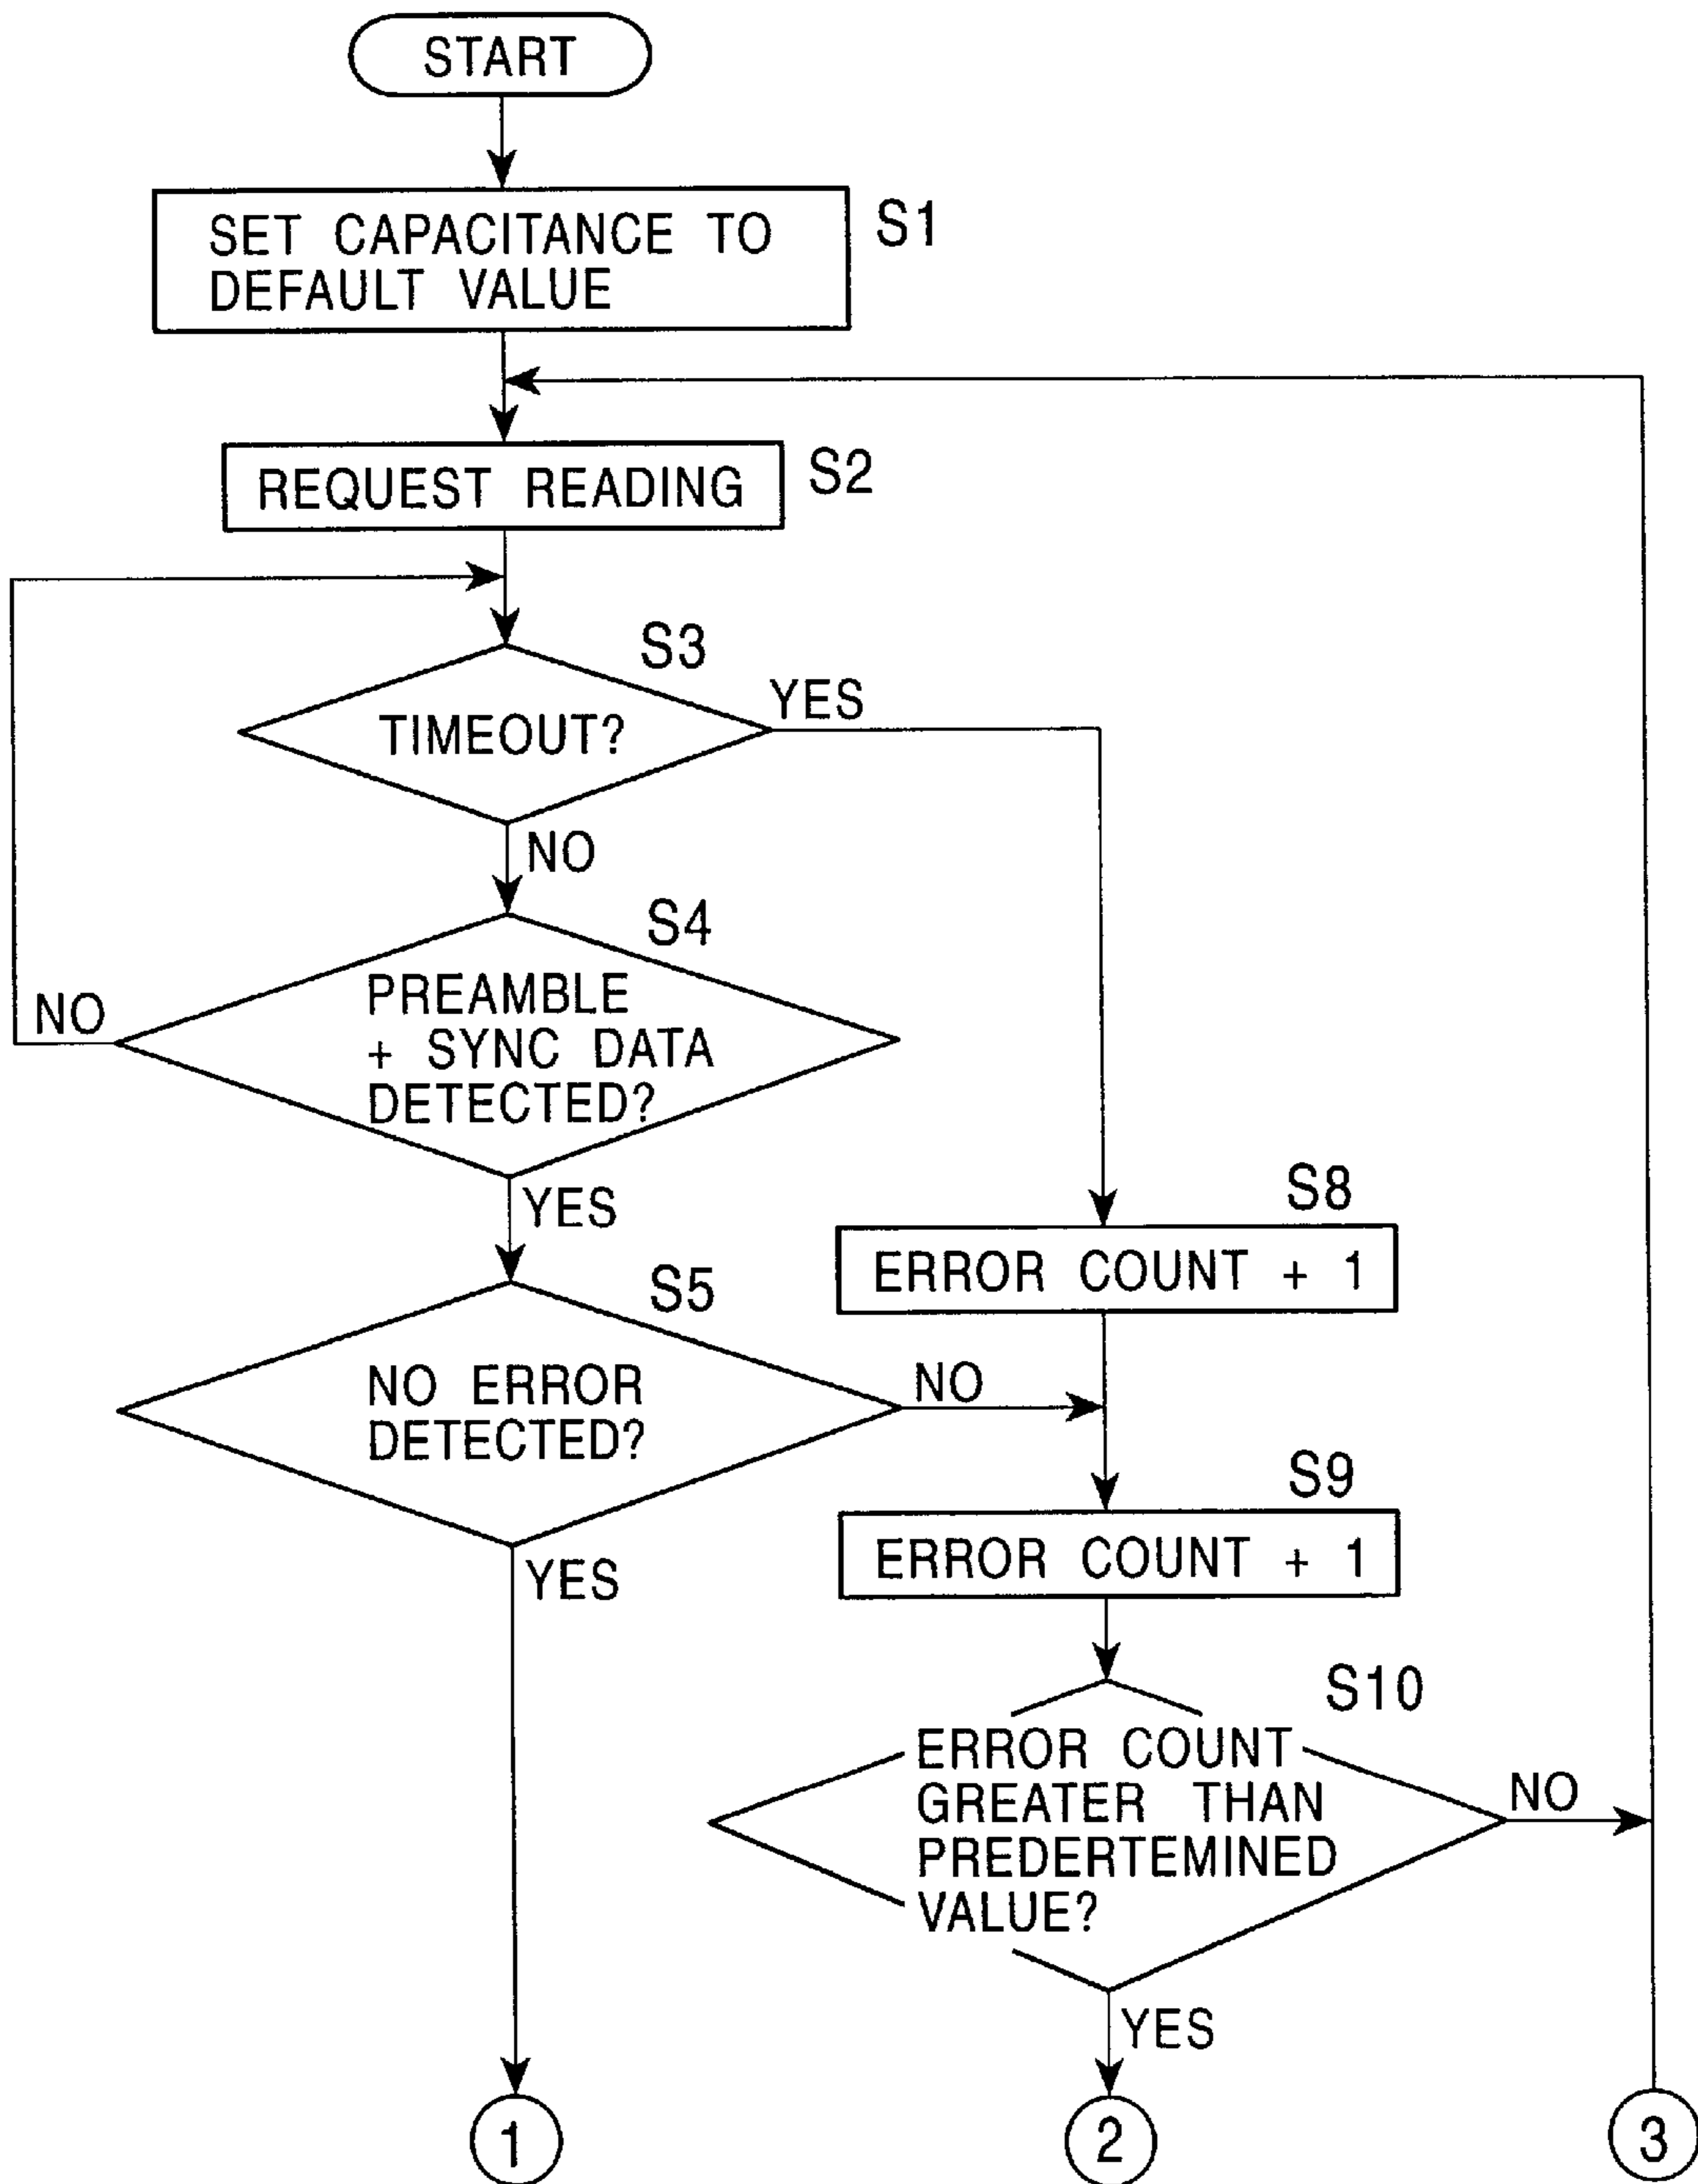 START
SET CAPACITANCE TO
DEFAULT VALUE
S1
REQUEST READING
S2
S3
TIMEOUT?
YES
NO
S4
PREAMBLE
+ SYNC DATA
DETECTED?
NO
YES
S8
ERROR COUNT + 1
S5
NO ERROR
DETECTED?
NO
YES
S9
ERROR COUNT + 1
S10
ERROR COUNT
GREATER THAN
PREDERTEMINED
VALUE?
NO
YES
1
2
3